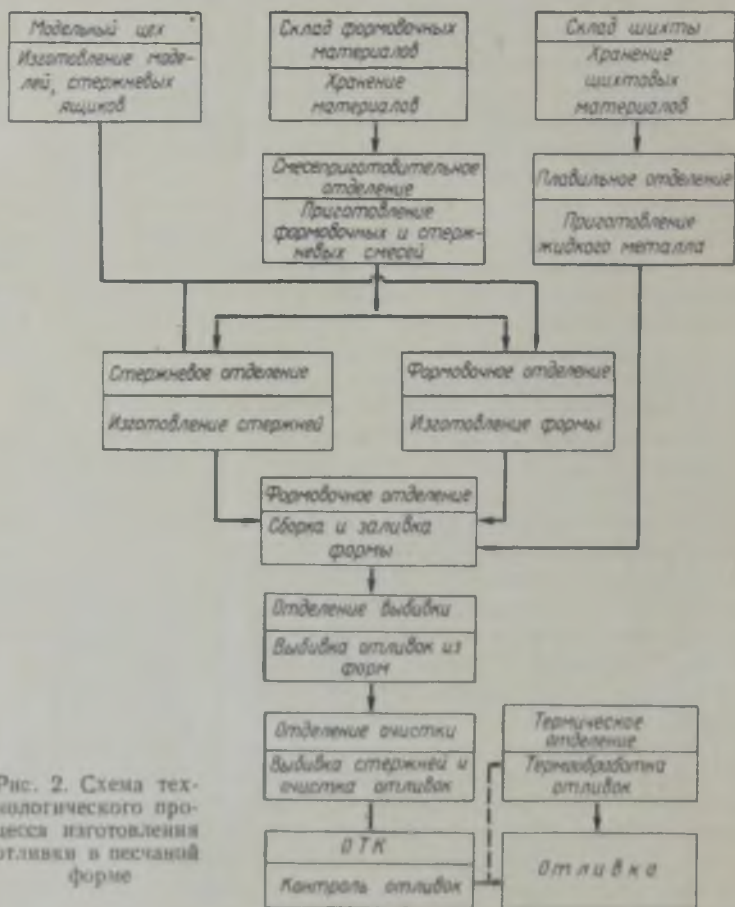 Модельный цех
Изготовление моде-
лей, стержневых
ящиков
Склад формовочных
материалов
Хранение
материалов
Склад шихты
Хранение
шихтовых
материалов
Смесеприготовительное
отделение
Приготовление
формовочных и стерж-
невых смесей
Плавильное отделение
Приготовление
жидкого металла
Стержневое отделение
Изготовление стержней
Формовочное отделение
Изготовление формы
Формовочное отделение
Сборка и заливка
формы
Отделение выбивки
Выбивка отливок из
форм
Отделение очистки
Выбивка стержней и
очистка отливок
Термическое
отделение
Термообработка
отливок
ОТК
Контроль отливок
Отливка
Рис. 2. Схема тех-
нологического про-
цесса изготовления
отливки в песчаной
форме